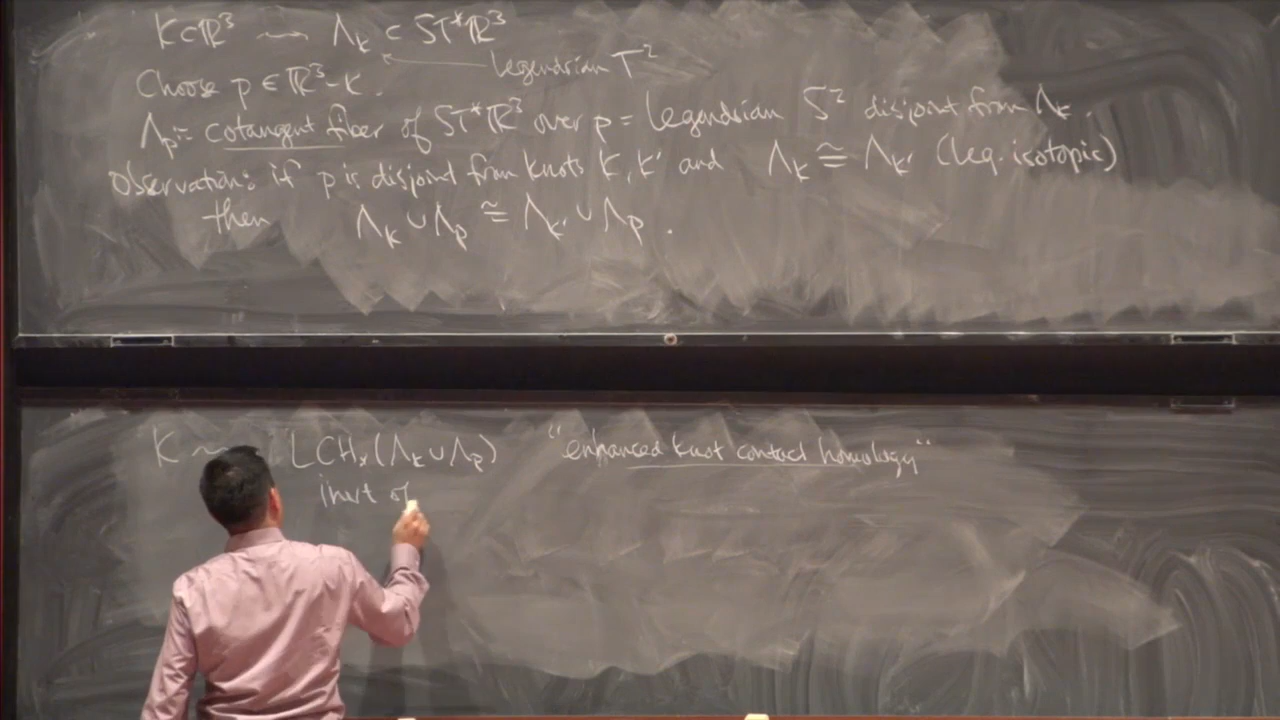 K⊂ℝ³ ⟿ Λ_K ⊂ ST*ℝ³
Legendrian T²
Choose p ∈ ℝ³-K.
Λ_p := cotangent fiber of ST*ℝ³ over p = Legendrian S² disjoint from Λ_K.
Observation: if p is disjoint from knots K, K' and Λ_K ≅ Λ_K' (Leg. isotopic)
then Λ_K ∪ Λ_p ≅ Λ_K' ∪ Λ_p.
K ⟿ LCH_*(Λ_K ∪ Λ_p) "enhanced knot contact homology"
invt of